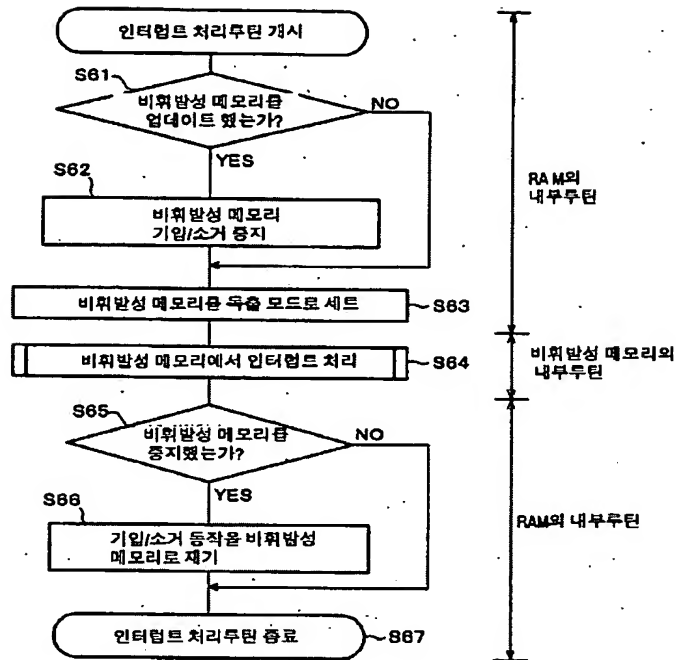 인터럽트 처리루틴 개시
S61
비휘발성 메모리를
업데이트 했는가?
NO
YES
S62
비휘발성 메모리
기입/소거 중지
RAM의
내부루틴
비휘발성 메모리를 독출 모드로 세트
S63
비휘발성 메모리에서 인터럽트 처리
S64
비휘발성 메모리의
내부루틴
S65
비휘발성 메모리를
중지했는가?
NO
YES
S66
기입/소거 동작을 비휘발성
메모리로 재기
RAM의 내부루틴
인터럽트 처리루틴 종료
S67